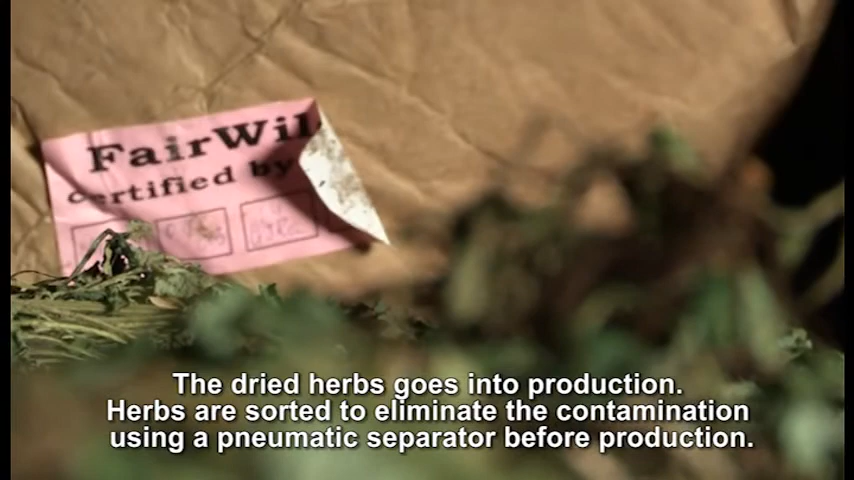 FairWil
certified by
The dried herbs goes into production.
Herbs are sorted to eliminate the contamination
using a pneumatic separator before production.